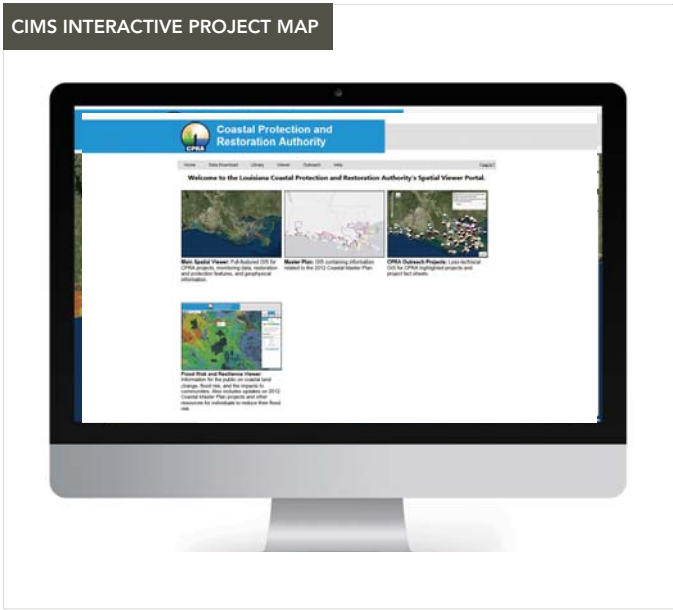 CIMS INTERACTIVE PROJECT MAP
Coastal Protection and
Restoration Authority
CPRA
Home Data Download Library Viewer Outreach Help
Welcome to the Louisiana Coastal Protection and Restoration Authority's Spatial Viewer Portal.
Main Spatial Viewer: Full-featured GIS for
CPRA projects, monitoring data, restoration
and protection features, and geophysical
information.
Master Plan: GIS containing information
related to the 2012 Coastal Master Plan.
CPRA Outreach Projects: Less-technical
GIS for CPRA highlighted projects and
project fact sheets.
Flood Risk and Resilience Viewer:
Information for the public on coastal land
change, flood risk, and the impacts to
communities. Also includes updates on 2012
Coastal Master Plan projects and other
resources for individuals to reduce their flood
risk.